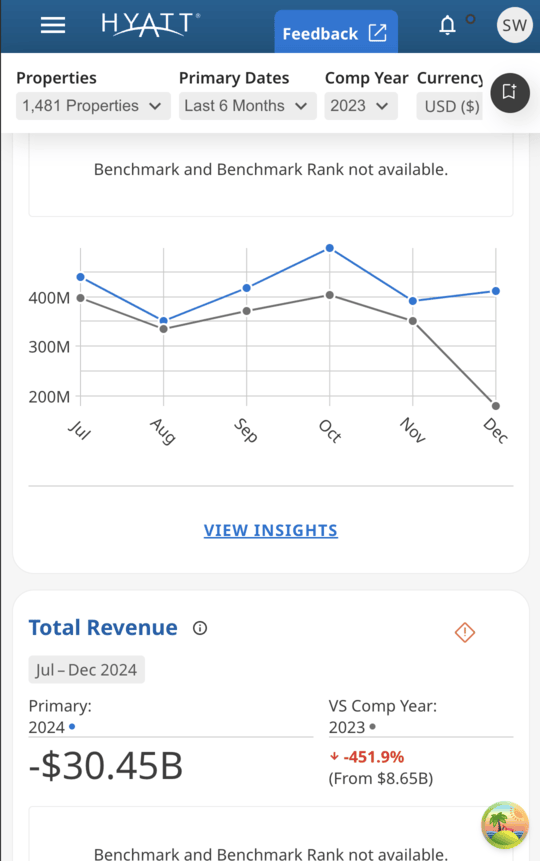 HYATT®
Feedback
SW
Properties Primary Dates Comp Year Currency
1,481 Properties Last 6 Months 2023 USD ($)
Benchmark and Benchmark Rank not available.
400M
300M
200M
Jul Aug Sep Oct Nov Dec
VIEW INSIGHTS
Total Revenue
Jul – Dec 2024
Primary: VS Comp Year:
2024 2023
-$30.45B -451.9%
(From $8.65B)
Benchmark and Benchmark Rank not available.